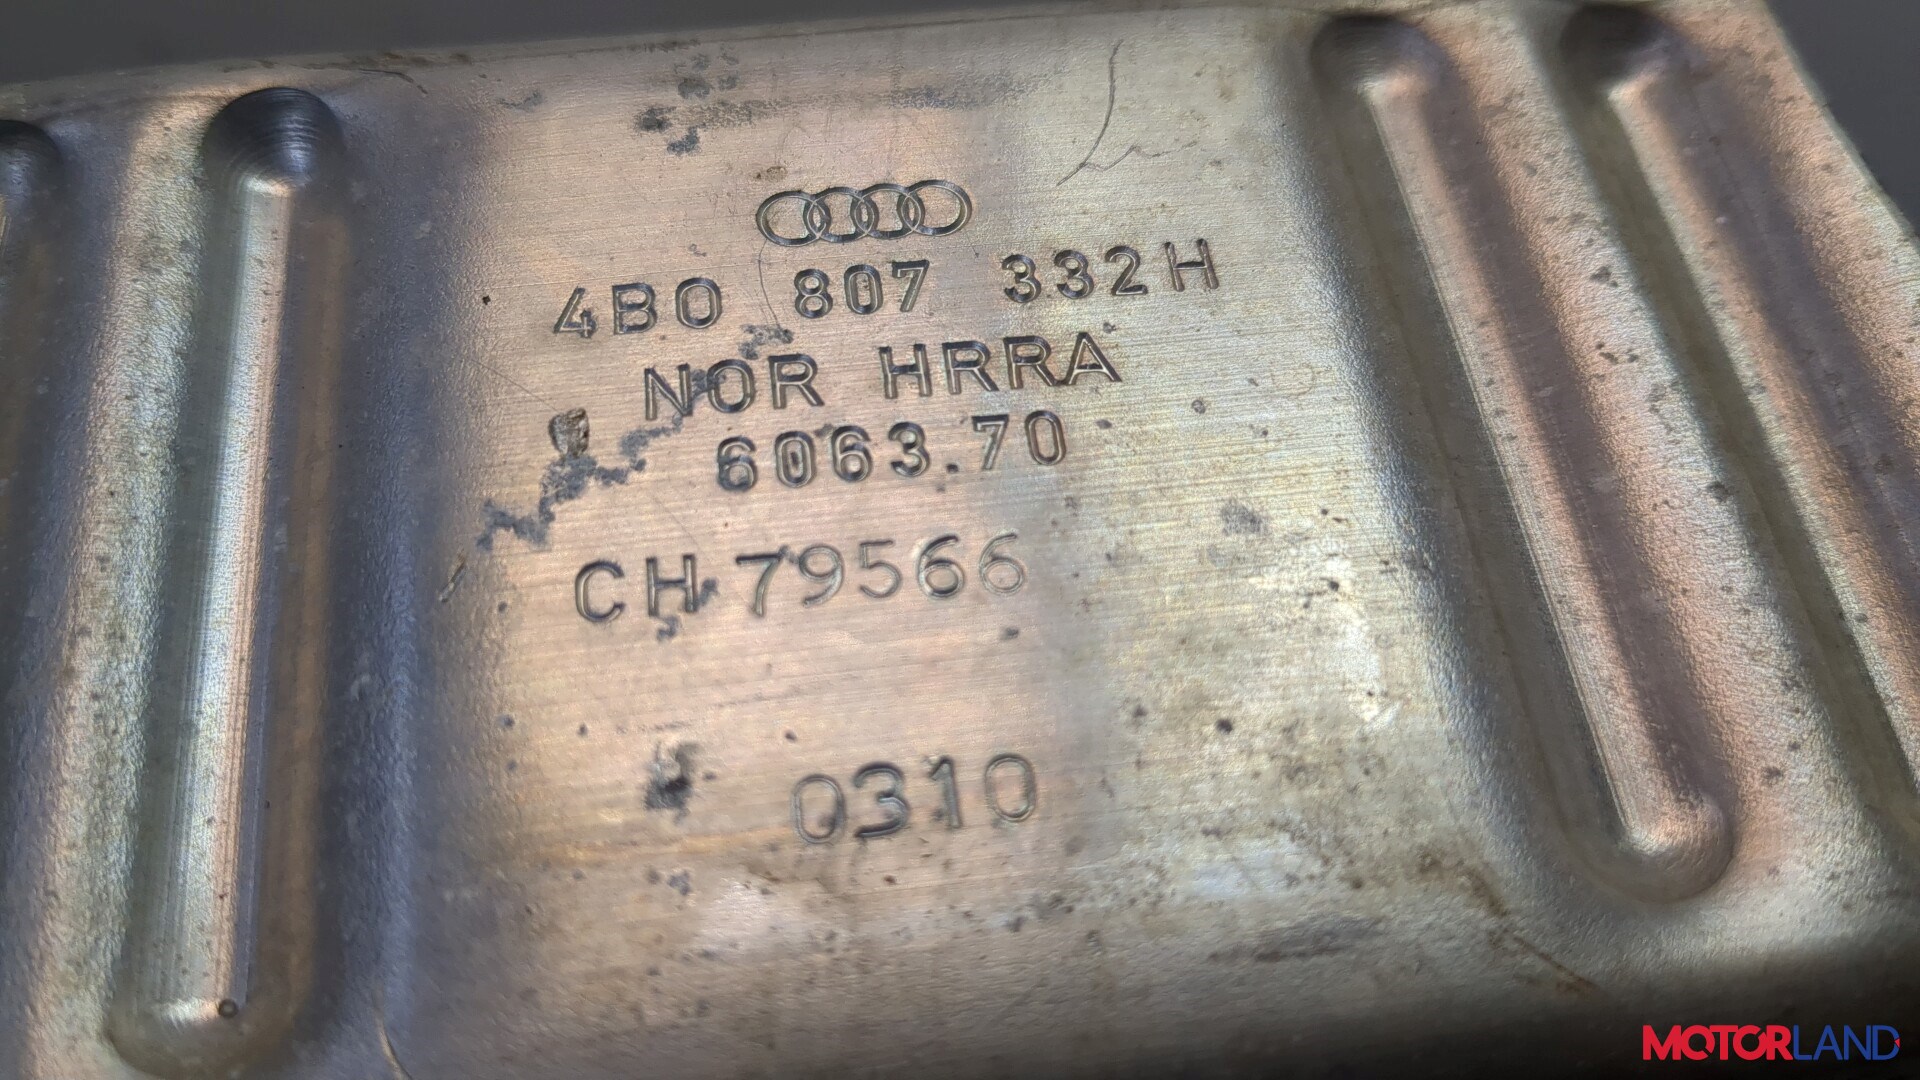 4B0 807 332H
NOR HRRA
6063.70
CH 79566
0310
MOTORLAND